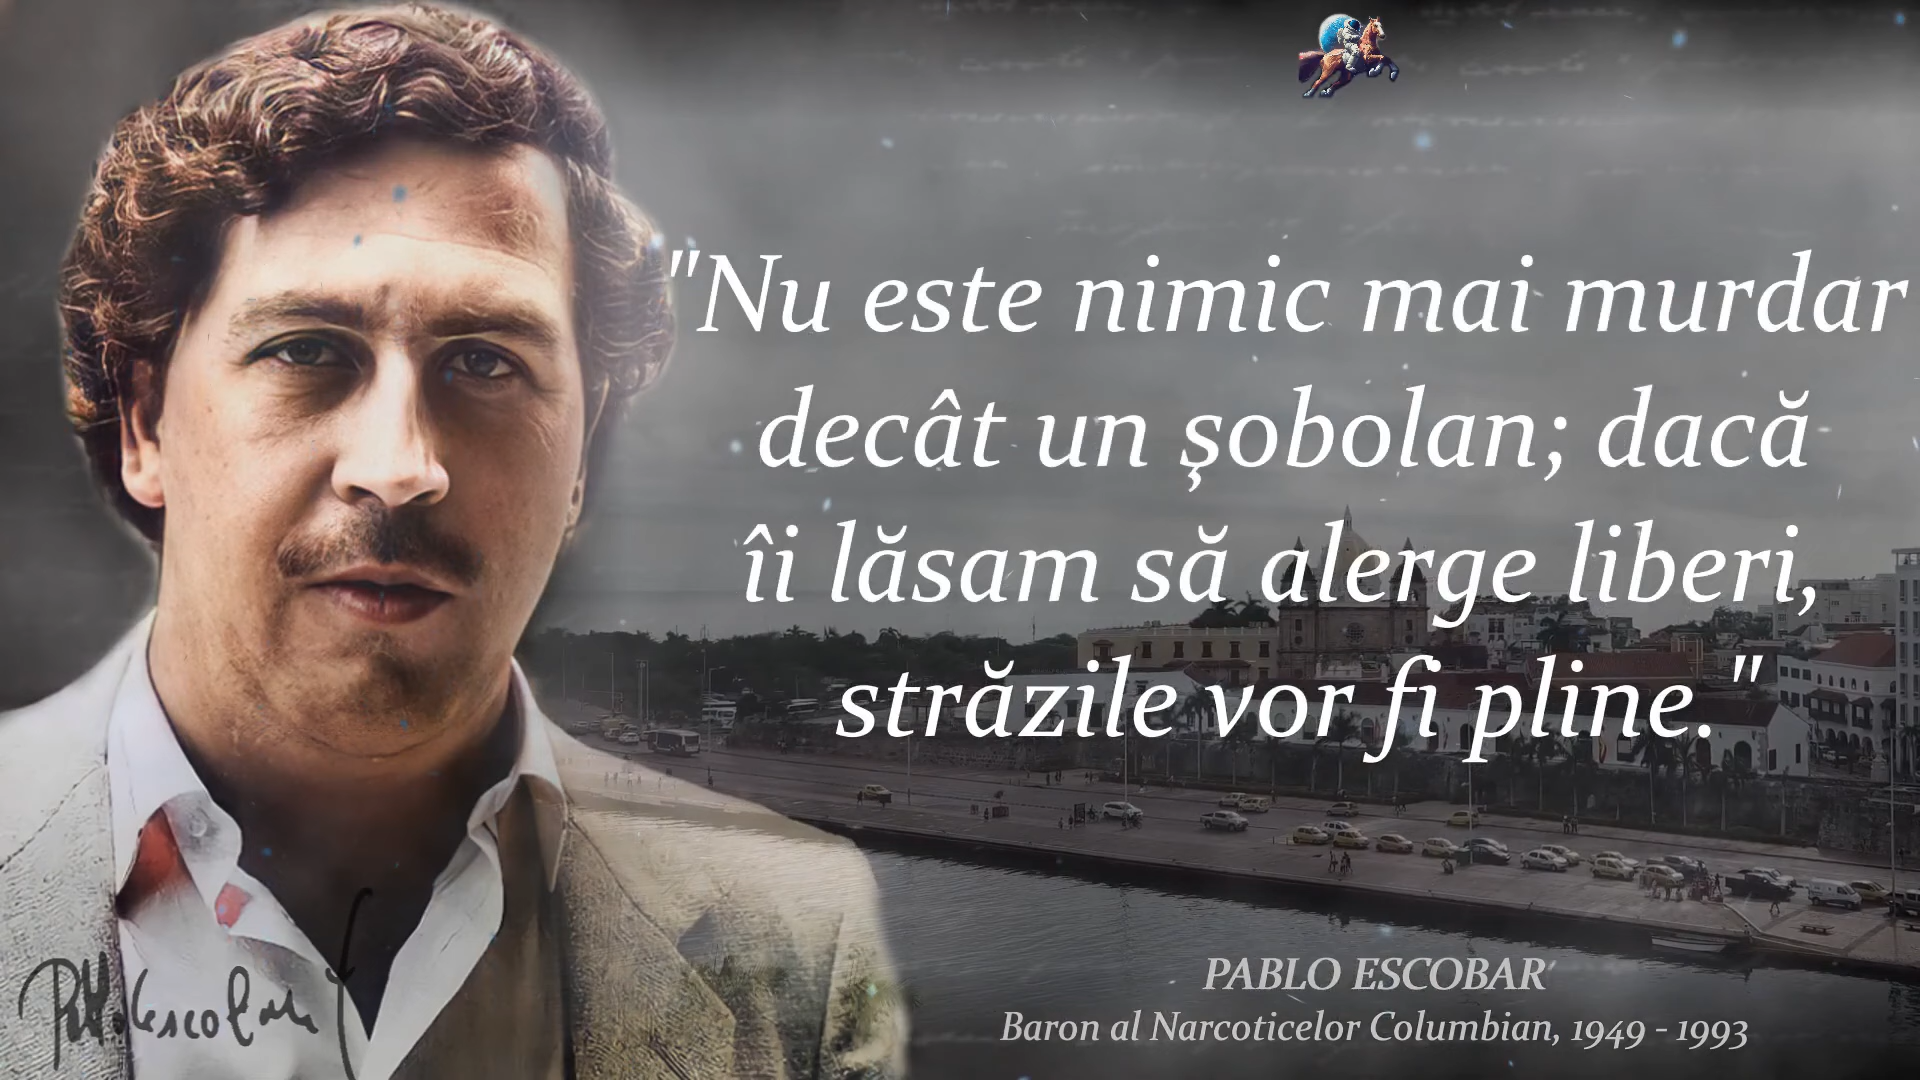 "Nu este nimic mai murdar
decât un șobolan; dacă
îi lăsam să alerge liberi,
străzile vor fi pline."
PABLO ESCOBAR
Baron al Narcoticelor Columbian, 1949 - 1993